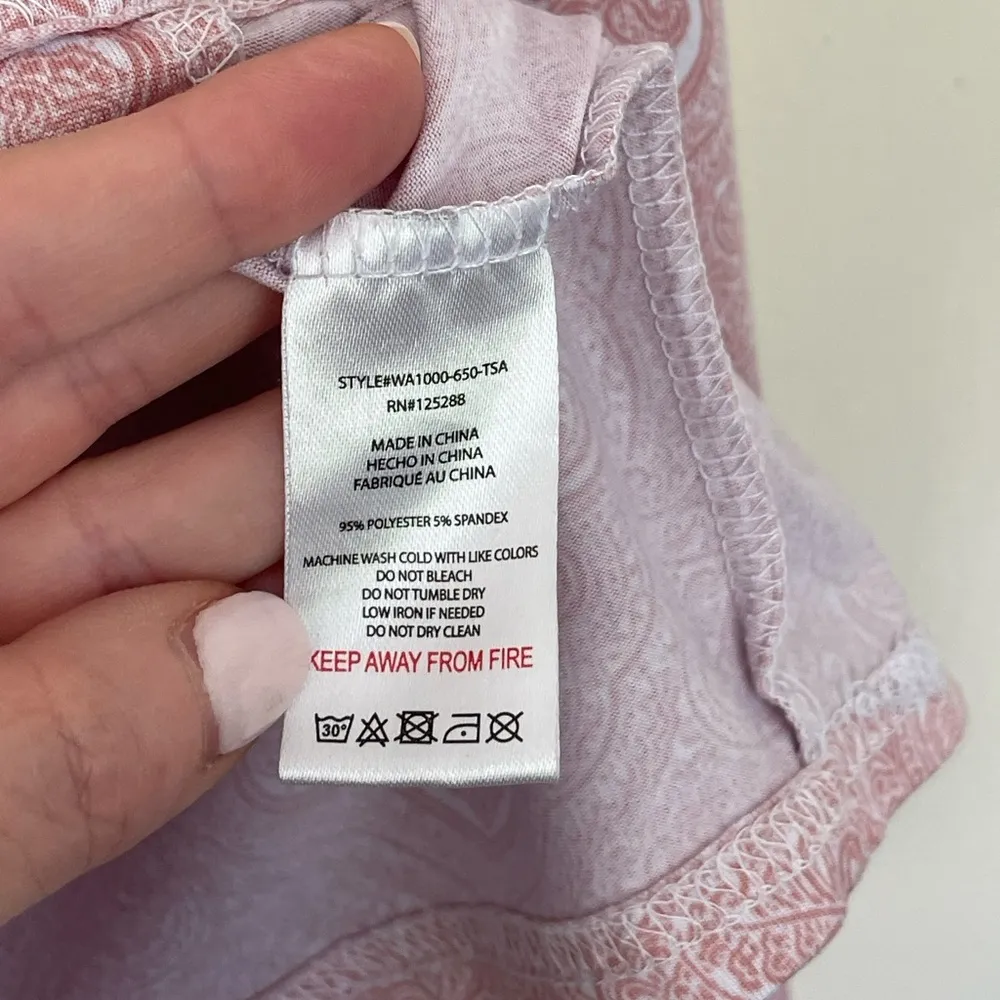 STYLE#WA1000-650-TSA
RN#125288
MADE IN CHINA
HECHO IN CHINA
FABRIQUÉ AU CHINA
95% POLYESTER 5% SPANDEX
MACHINE WASH COLD WITH LIKE COLORS
DO NOT BLEACH
DO NOT TUMBLE DRY
LOW IRON IF NEEDED
DO NOT DRY CLEAN
KEEP AWAY FROM FIRE
30°